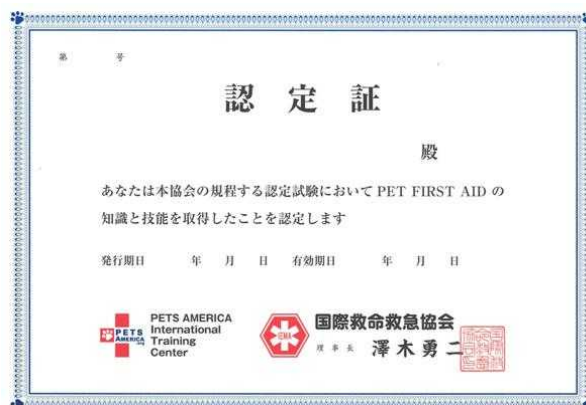 第　　号
認 定 証
殿
あなたは本協会の規程する認定試験において PET FIRST AID の
知識と技能を取得したことを認定します
発行期日　　年　月　日　有効期日　　年　月　日
PETS AMERICA
International
Training
Center
PETS
AMERICA
.org
IEMA
国際救命救急協会
理 事 長　澤 木 勇 二